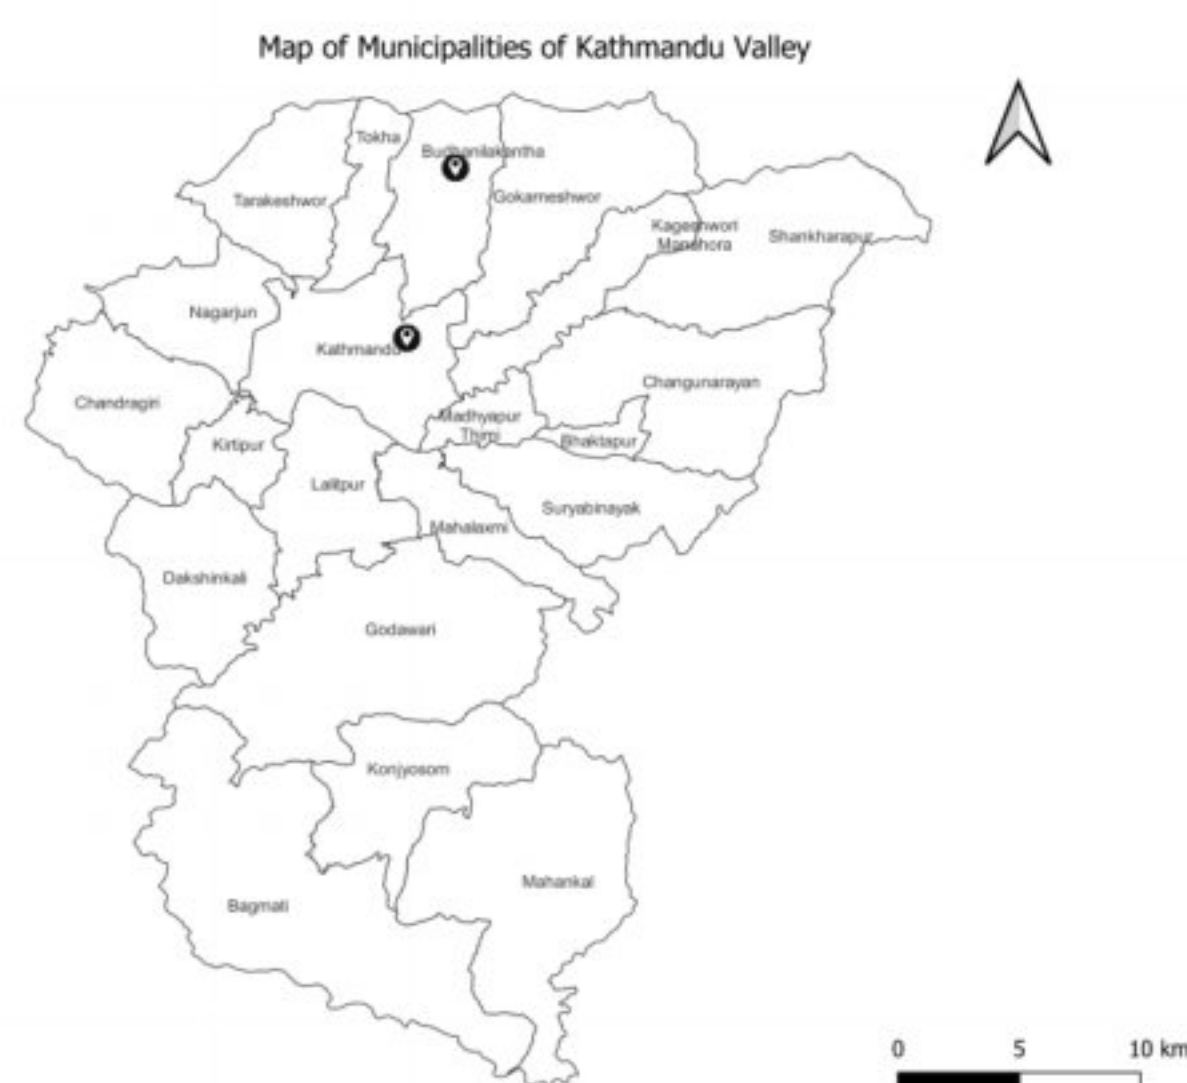 Map of Municipalities of Kathmandu Valley
Tokha
Budhanilakantha
Tarakeshwor
Gokarneshwor
Kageshwori
Manohora
Shankharapur
Nagarjun
Kathmandu
Changunarayan
Chandragiri
Madhyapur
Thimi
Bhaktapur
Kirtipur
Lalitpur
Suryabinayak
Mahalaxmi
Dakshinkali
Godawari
Konjyosom
Mahankal
Bagmati
0 5 10 km